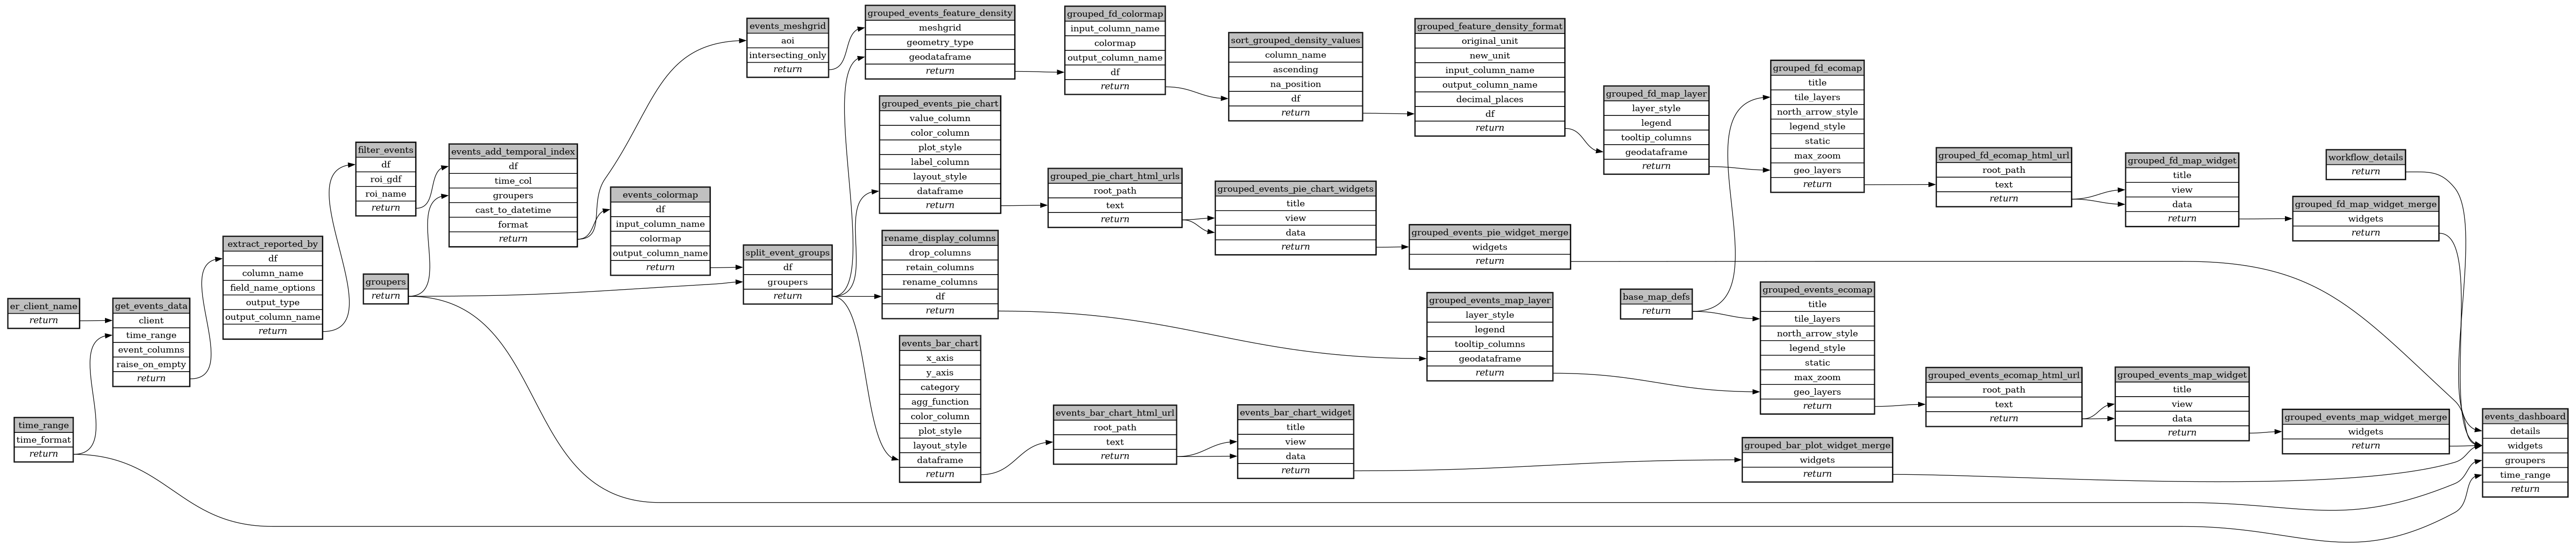 er_client_name
return
time_range
time_format
return
get_events_data
client
time_range
event_columns
raise_on_empty
return
extract_reported_by
df
column_name
field_name_options
output_type
output_column_name
return
filter_events
df
roi_gdf
roi_name
return
groupers
return
events_add_temporal_index
df
time_col
groupers
cast_to_datetime
format
return
events_colormap
df
input_column_name
colormap
output_column_name
return
events_meshgrid
aoi
intersecting_only
return
split_event_groups
df
groupers
return
grouped_events_feature_density
meshgrid
geometry_type
geodataframe
return
grouped_events_pie_chart
value_column
color_column
plot_style
label_column
layout_style
dataframe
return
rename_display_columns
drop_columns
retain_columns
rename_columns
df
return
events_bar_chart
x_axis
y_axis
category
agg_function
color_column
plot_style
layout_style
dataframe
return
grouped_fd_colormap
input_column_name
colormap
output_column_name
df
return
grouped_pie_chart_html_urls
root_path
text
return
events_bar_chart_html_url
root_path
text
return
sort_grouped_density_values
column_name
ascending
na_position
df
return
grouped_events_pie_chart_widgets
title
view
data
return
events_bar_chart_widget
title
view
data
return
grouped_feature_density_format
original_unit
new_unit
input_column_name
output_column_name
decimal_places
df
return
grouped_events_pie_widget_merge
widgets
return
grouped_events_map_layer
layer_style
legend
tooltip_columns
geodataframe
return
grouped_fd_map_layer
layer_style
legend
tooltip_columns
geodataframe
return
base_map_defs
return
grouped_fd_ecomap
title
tile_layers
north_arrow_style
legend_style
static
max_zoom
geo_layers
return
grouped_events_ecomap
title
tile_layers
north_arrow_style
legend_style
static
max_zoom
geo_layers
return
grouped_bar_plot_widget_merge
widgets
return
grouped_fd_ecomap_html_url
root_path
text
return
grouped_events_ecomap_html_url
root_path
text
return
grouped_fd_map_widget
title
view
data
return
grouped_events_map_widget
title
view
data
return
workflow_details
return
grouped_fd_map_widget_merge
widgets
return
grouped_events_map_widget_merge
widgets
return
events_dashboard
details
widgets
groupers
time_range
return